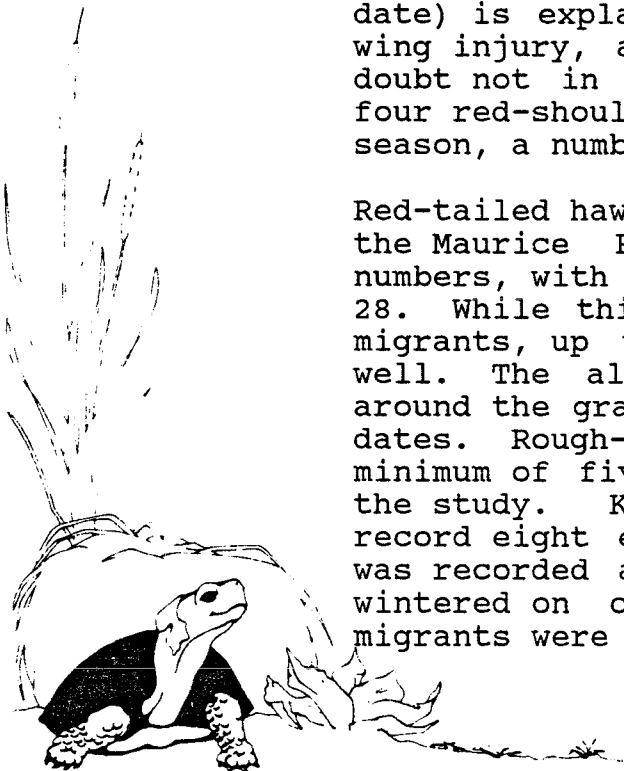 date) is expla
wing injury, a
doubt not in
four red-shoul
season, a numb
Red-tailed haw
the Maurice R
numbers, with
28. While thi
migrants, up t
well. The al
around the gra
dates. Rough-
minimum of fiv
the study. K
record eight e
was recorded a
wintered on c
migrants were